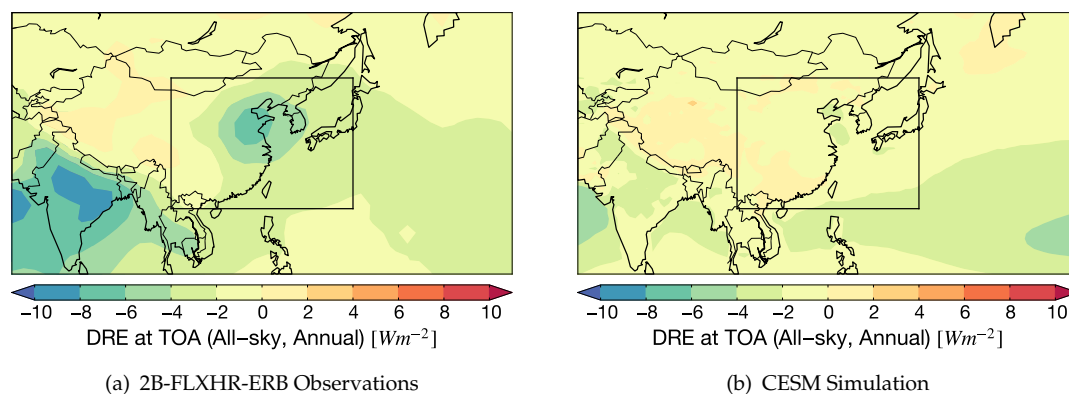 −10 −8 −6 −4 −2 0 2 4 6 8 10
DRE at TOA (All−sky, Annual) [Wm⁻²]
(a) 2B-FLXHR-ERB Observations
−10 −8 −6 −4 −2 0 2 4 6 8 10
DRE at TOA (All−sky, Annual) [Wm⁻²]
(b) CESM Simulation